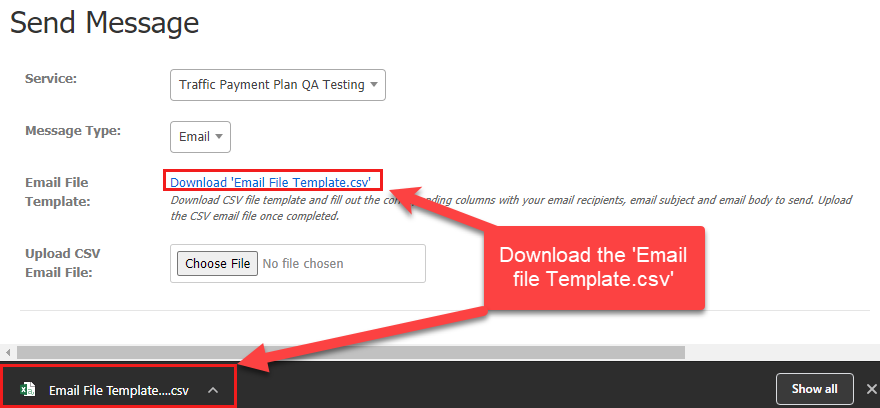 Send Message
Service:
Traffic Payment Plan QA Testing
Message Type:
Email
Email File
Template:
Download 'Email File Template.csv'
Download CSV file template and fill out the corr ding columns with your email recipients, email subject and email body to send. Upload
the CSV email file once completed.
Upload CSV
Email File:
Choose File No file chosen
Download the 'Email
file Template.csv'
Email File Template....csv
Show all